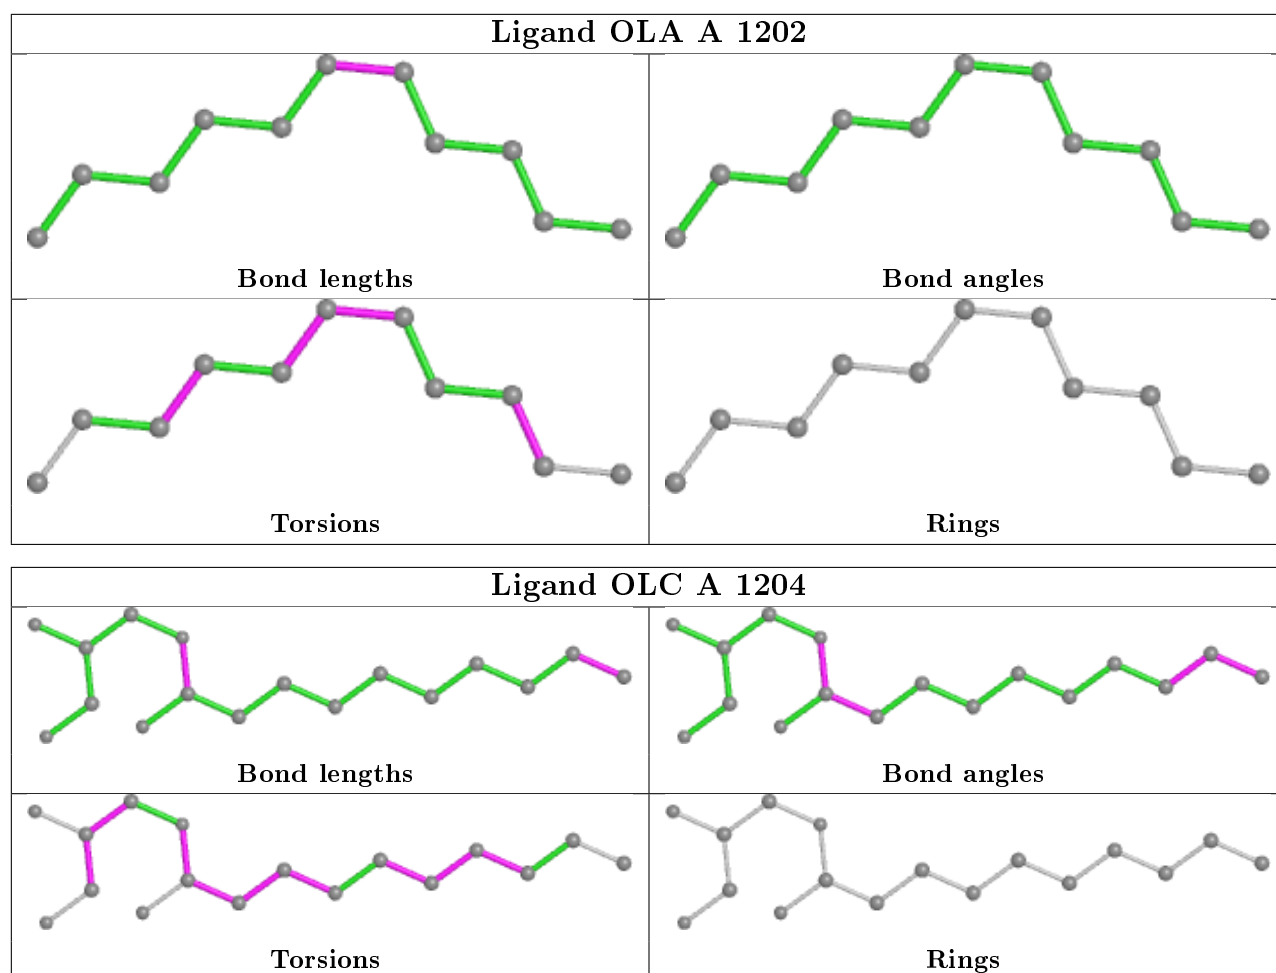 Ligand OLA A 1202
Bond lengths
Bond angles
Torsions
Rings
Ligand OLC A 1204
Bond lengths
Bond angles
Torsions
Rings